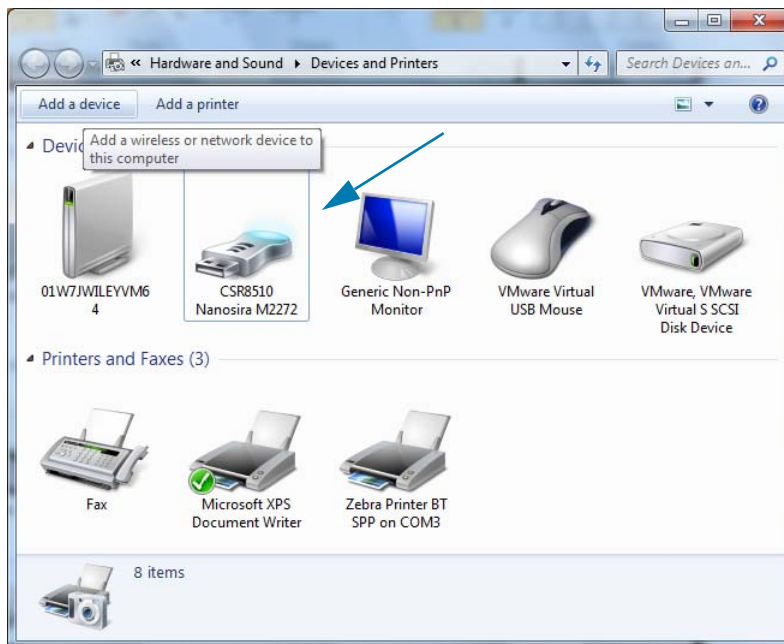 « Hardware and Sound ▸ Devices and Printers
Search Devices an...
Add a device
Add a printer
Add a wireless or network device to
this computer
01W7JWILEYVM6
4
CSR8510
Nanosira M2272
Generic Non-PnP
Monitor
VMware Virtual
USB Mouse
VMware, VMware
Virtual S SCSI
Disk Device
Printers and Faxes (3)
Fax
Microsoft XPS
Document Writer
Zebra Printer BT
SPP on COM3
8 items